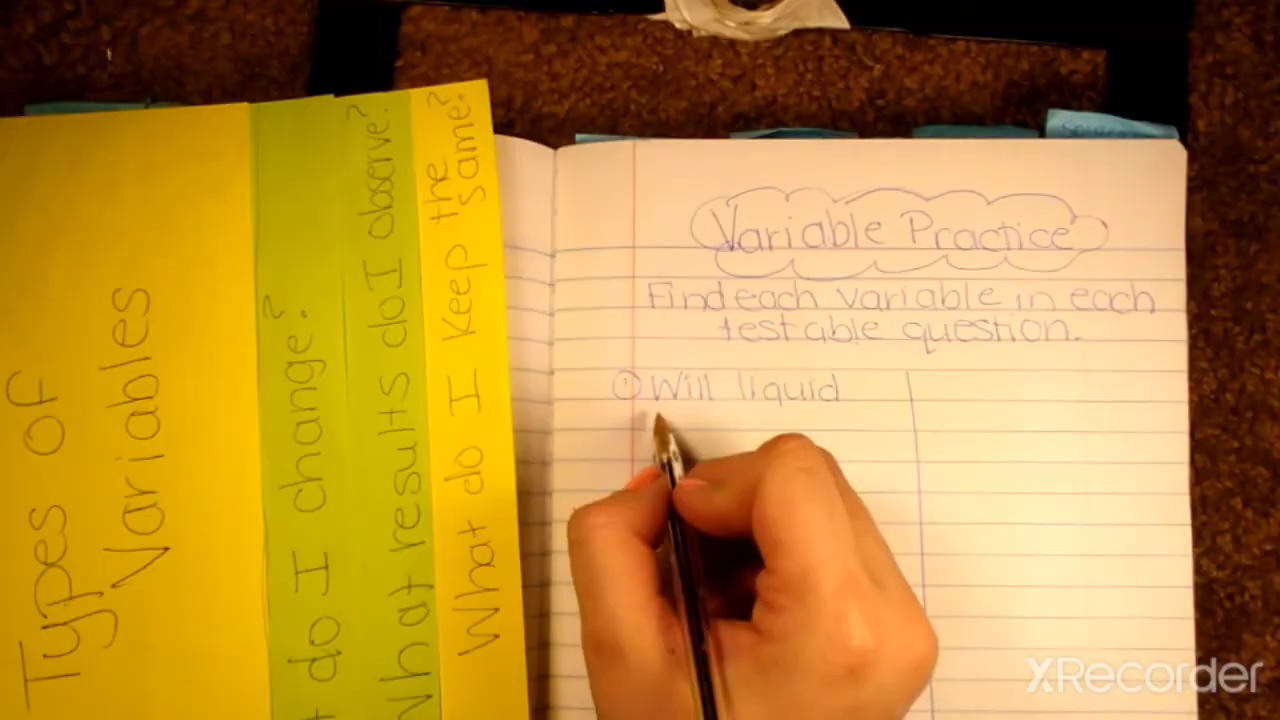 Types of
Variables
t do I change?
What results do I observe?
What do I keep the
same?
Variable Practice
Find each variable in each
testable question.
① Will liquid
XRecorder